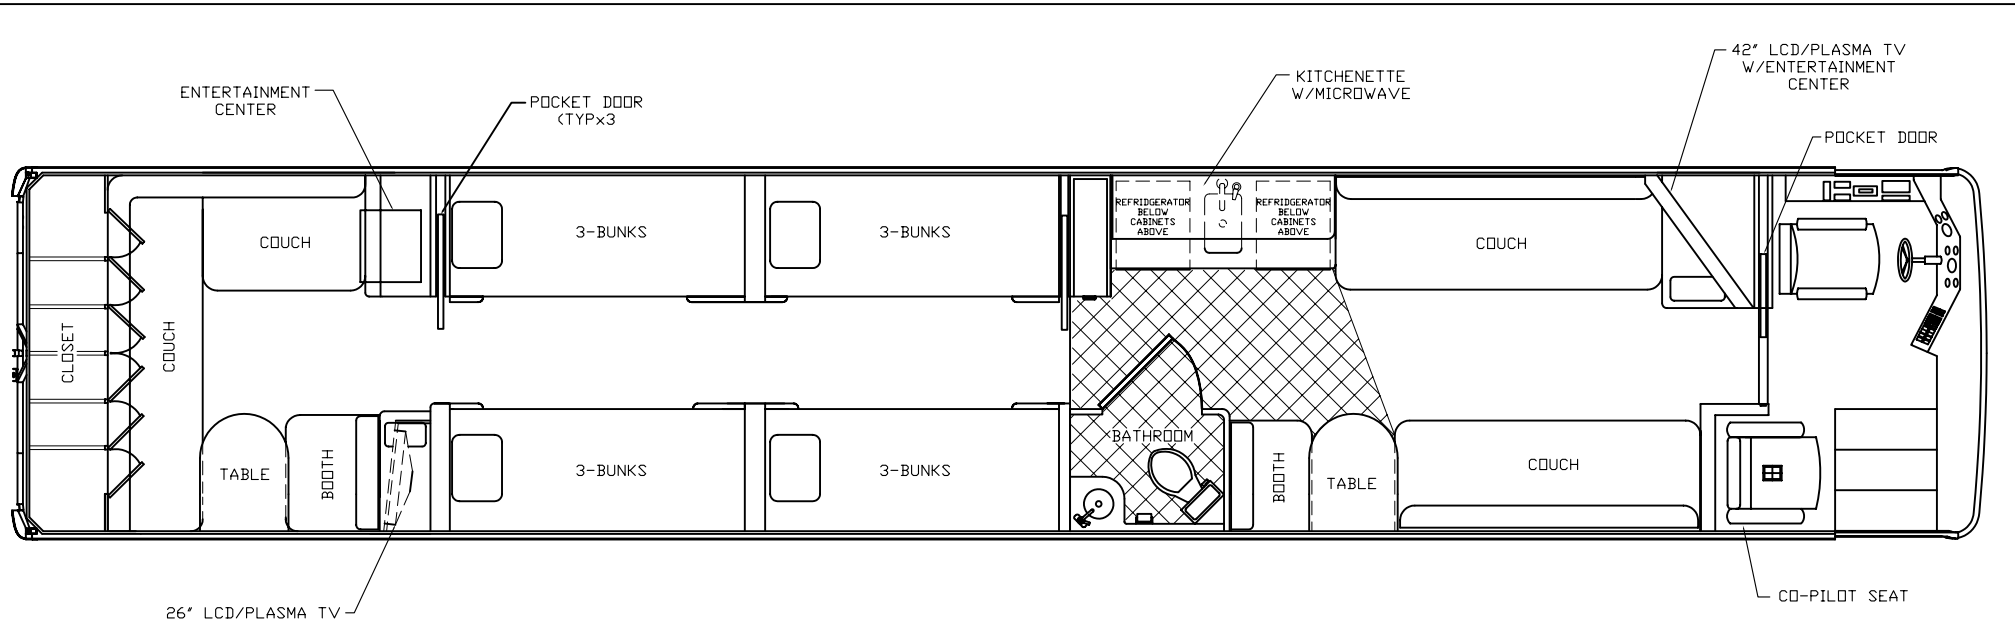 42" LCD/PLASMA TV
W/ENTERTAINMENT
CENTER
KITCHENETTE
W/MICROWAVE
ENTERTAINMENT
CENTER
POCKET DOOR
(TYPx3
POCKET DOOR
COUCH
3-BUNKS
3-BUNKS
REFRIDGERATOR
BELOW
CABINETS
ABOVE
REFRIDGERATOR
BELOW
CABINETS
ABOVE
COUCH
CLOSET
COUCH
TABLE
BOOTH
3-BUNKS
3-BUNKS
BATHROOM
BOOTH
TABLE
COUCH
26" LCD/PLASMA TV
CO-PILOT SEAT